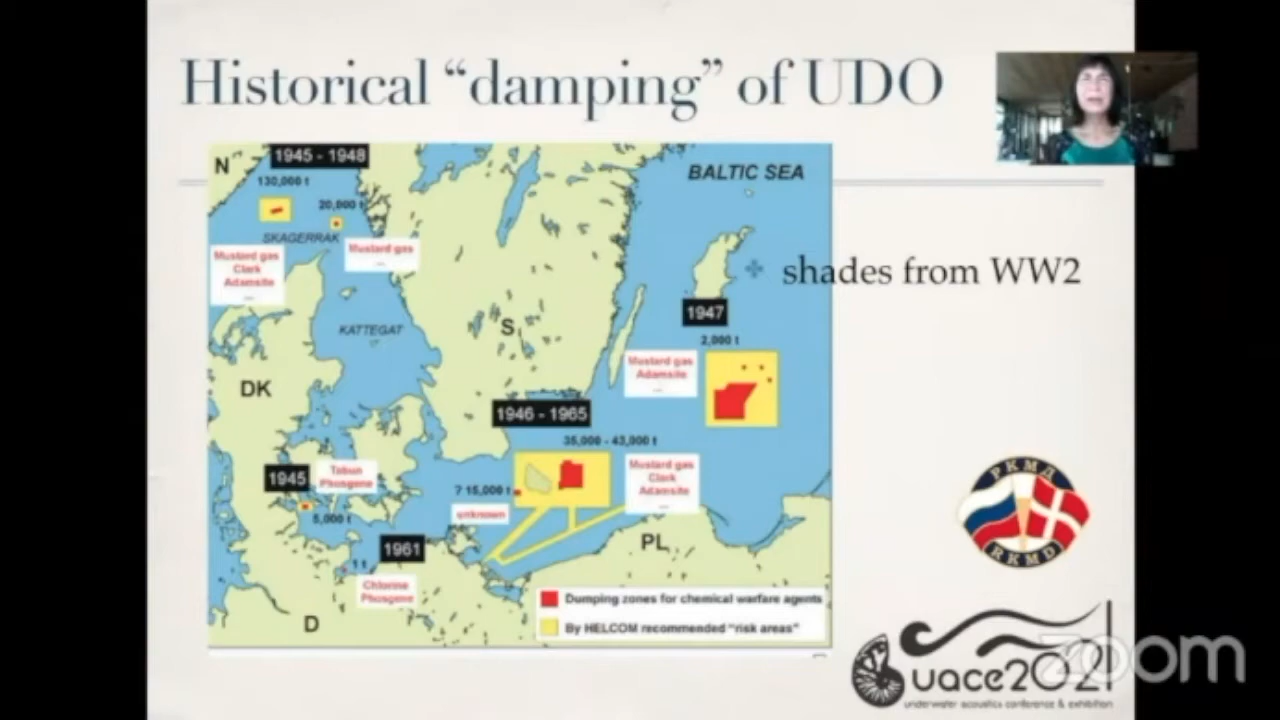 Historical “damping” of UDO
N
1945 - 1948
130,000 t
20,000 t
SKAGERRAK
Mustard gas
Clark
Adamsite
...
Mustard gas
...
BALTIC SEA
shades from WW2
KATTEGAT
S
1947
2,000 t
Mustard gas
Adamsite
...
DK
1946 - 1965
35,000 - 43,000 t
1945
Tabun
Phosgene
5,000 t
? 15,000 t
unknown
Mustard gas
Clark
Adamsite
...
1961
1 t
Chlorine
Phosgene
PL
D
Dumping zones for chemical warfare agents
By HELCOM recommended “risk areas”
РКМД
RKMD
uace2021
underwater acoustics conference & exhibition
zoom